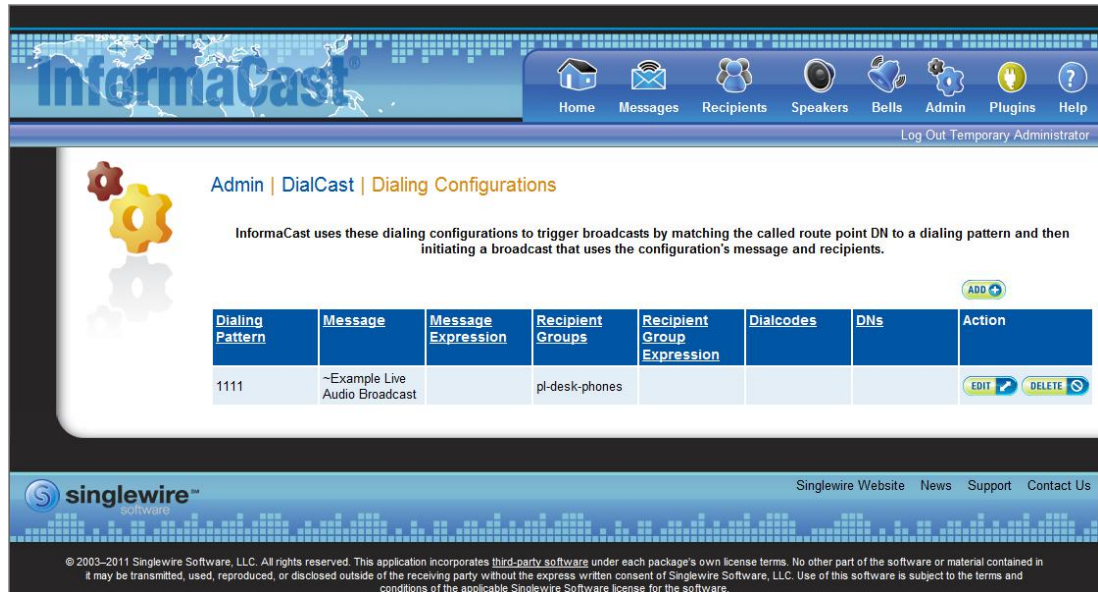 InformaCast®
Home Messages Recipients Speakers Bells Admin Plugins Help
Log Out Temporary Administrator
Admin | DialCast | Dialing Configurations
InformaCast uses these dialing configurations to trigger broadcasts by matching the called route point DN to a dialing pattern and then
initiating a broadcast that uses the configuration's message and recipients.
ADD
Dialing Pattern Message Message Expression Recipient Groups Recipient Group Expression Dialcodes DNs Action
1111 ~Example Live Audio Broadcast pl-desk-phones EDIT DELETE
singlewire℠
software
Singlewire Website News Support Contact Us
© 2003–2011 Singlewire Software, LLC. All rights reserved. This application incorporates third-party software under each package's own license terms. No other part of the software or material contained in
it may be transmitted, used, reproduced, or disclosed outside of the receiving party without the express written consent of Singlewire Software, LLC. Use of this software is subject to the terms and
conditions of the applicable Singlewire Software license for the software.